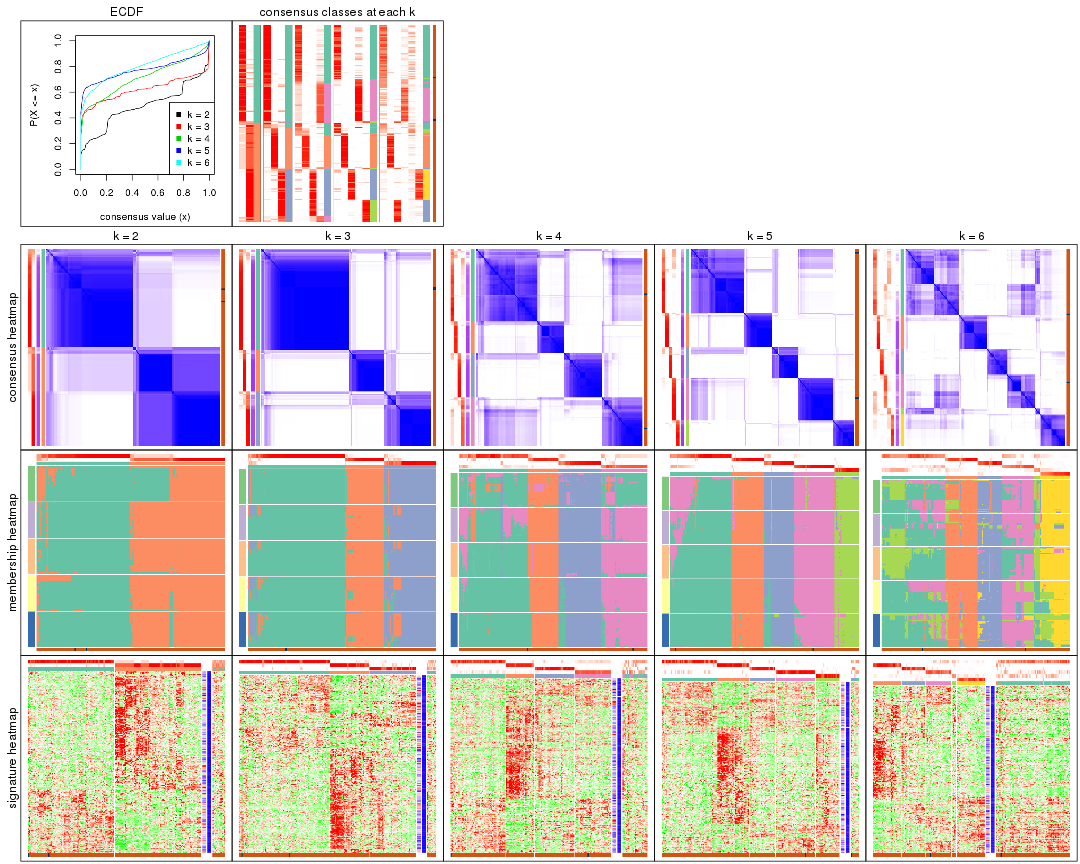 ECDF
consensus classes at each k
P(X <= x)
1.0
0.8
0.6
0.4
0.2
0.0
k = 2
k = 3
k = 4
k = 5
k = 6
0.0 0.2 0.4 0.6 0.8 1.0
consensus value (x)
k = 2 k = 3 k = 4 k = 5 k = 6
consensus heatmap
membership heatmap
signature heatmap